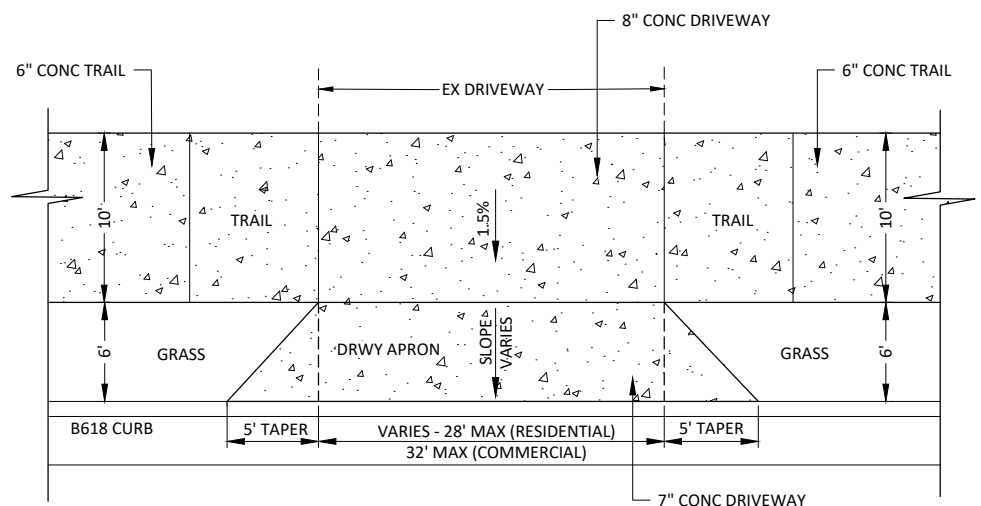 8" CONC DRIVEWAY
6" CONC TRAIL
6" CONC TRAIL
EX DRIVEWAY
10'
TRAIL
1.5%
TRAIL
10'
6'
GRASS
DRWY APRON
SLOPE
VARIES
GRASS
6'
B618 CURB
5' TAPER
VARIES - 28' MAX (RESIDENTIAL)
32' MAX (COMMERCIAL)
5' TAPER
7" CONC DRIVEWAY